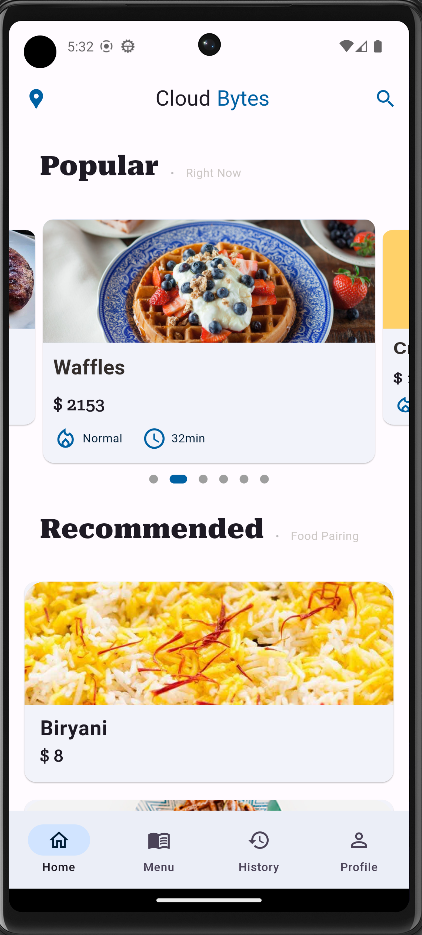 5:32
Cloud Bytes
Popular • Right Now
Waffles
$ 2153
Normal 32min
$
Recommended • Food Pairing
Biryani
$ 8
Home Menu History Profile